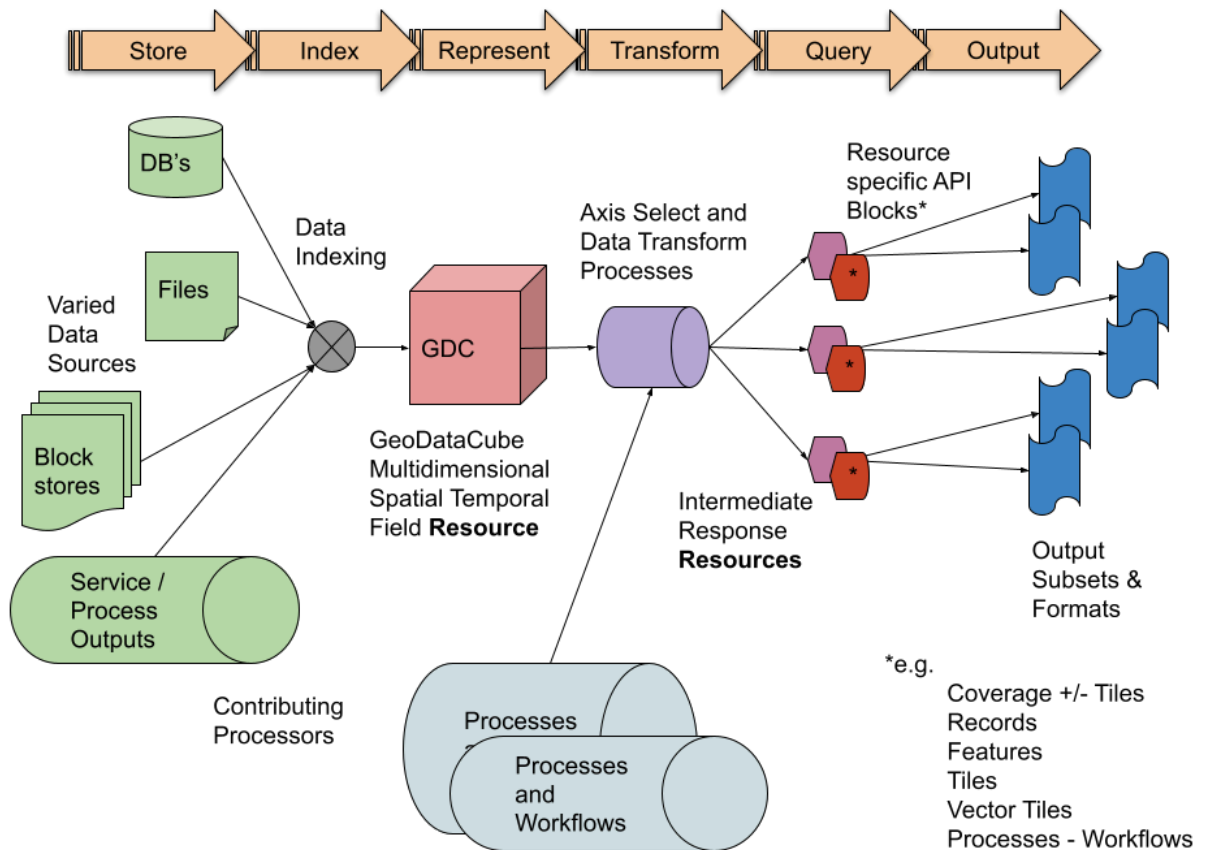 Store
Index
Represent
Transform
Query
Output
DB's
Files
Varied
Data
Sources
Block
stores
Service /
Process
Outputs
Data
Indexing
GDC
GeoDataCube
Multidimensional
Spatial Temporal
Field Resource
Axis Select and
Data Transform
Processes
Resource
specific API
Blocks*
*
*
*
Intermediate
Response
Resources
Output
Subsets &
Formats
Contributing
Processors
Processes
Processes
and
Workflows
*e.g.
Coverage +/- Tiles
Records
Features
Tiles
Vector Tiles
Processes - Workflows